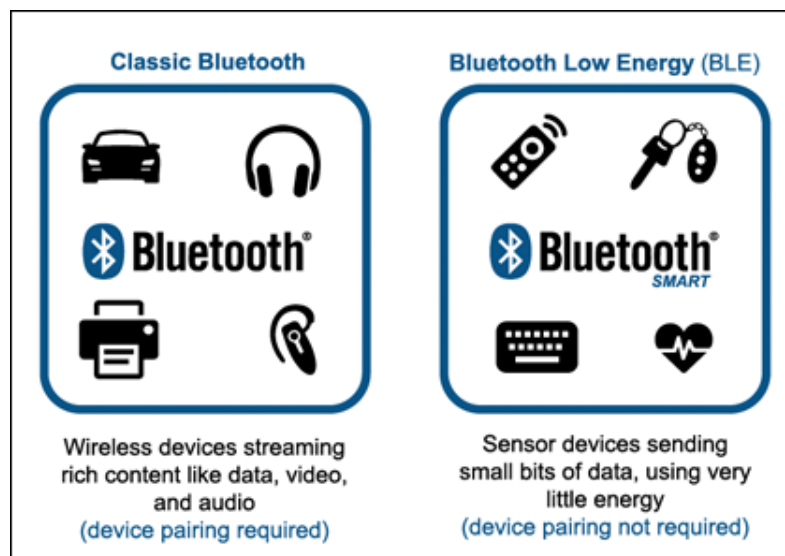 Classic Bluetooth
Bluetooth®
Wireless devices streaming
rich content like data, video,
and audio
(device pairing required)
Bluetooth Low Energy (BLE)
Bluetooth®
SMART
Sensor devices sending
small bits of data, using very
little energy
(device pairing not required)